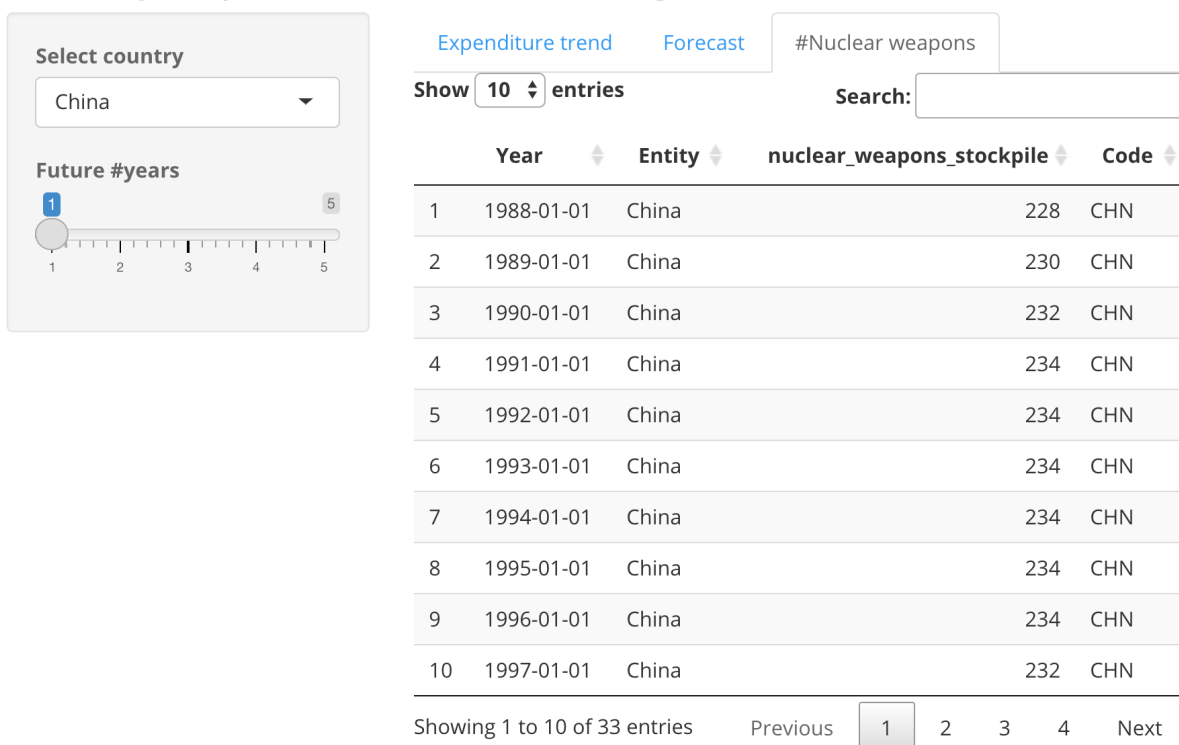 Select country
China
Future #years
1 5
1 2 3 4 5
Expenditure trend Forecast #Nuclear weapons
Show 10 entries Search:
Year Entity nuclear_weapons_stockpile Code
1 1988-01-01 China 228 CHN
2 1989-01-01 China 230 CHN
3 1990-01-01 China 232 CHN
4 1991-01-01 China 234 CHN
5 1992-01-01 China 234 CHN
6 1993-01-01 China 234 CHN
7 1994-01-01 China 234 CHN
8 1995-01-01 China 234 CHN
9 1996-01-01 China 234 CHN
10 1997-01-01 China 232 CHN
Showing 1 to 10 of 33 entries Previous 1 2 3 4 Next